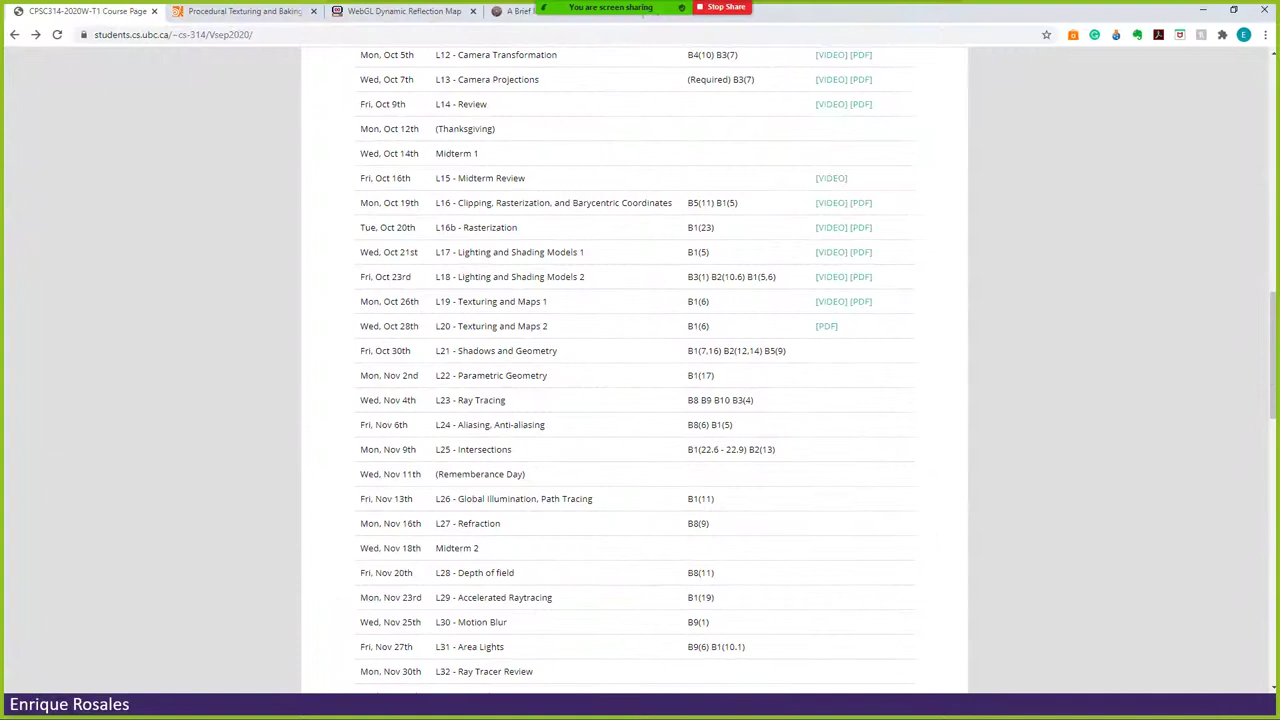 CPSC314-2020W-T1 Course Page
Procedural Texturing and Baking
WebGL Dynamic Reflection Map
A Brief
You are screen sharing
Stop Share
students.cs.ubc.ca/~cs-314/Vsep2020/
E
Mon, Oct 5th L12 - Camera Transformation B4(10) B3(7) [VIDEO] [PDF]
Wed, Oct 7th L13 - Camera Projections (Required) B3(7) [VIDEO] [PDF]
Fri, Oct 9th L14 - Review [VIDEO] [PDF]
Mon, Oct 12th (Thanksgiving)
Wed, Oct 14th Midterm 1
Fri, Oct 16th L15 - Midterm Review [VIDEO]
Mon, Oct 19th L16 - Clipping, Rasterization, and Barycentric Coordinates B5(11) B1(5) [VIDEO] [PDF]
Tue, Oct 20th L16b - Rasterization B1(23) [VIDEO] [PDF]
Wed, Oct 21st L17 - Lighting and Shading Models 1 B1(5) [VIDEO] [PDF]
Fri, Oct 23rd L18 - Lighting and Shading Models 2 B3(1) B2(10.6) B1(5,6) [VIDEO] [PDF]
Mon, Oct 26th L19 - Texturing and Maps 1 B1(6) [VIDEO] [PDF]
Wed, Oct 28th L20 - Texturing and Maps 2 B1(6) [PDF]
Fri, Oct 30th L21 - Shadows and Geometry B1(7,16) B2(12,14) B5(9)
Mon, Nov 2nd L22 - Parametric Geometry B1(17)
Wed, Nov 4th L23 - Ray Tracing B8 B9 B10 B3(4)
Fri, Nov 6th L24 - Aliasing, Anti-aliasing B8(6) B1(5)
Mon, Nov 9th L25 - Intersections B1(22.6 - 22.9) B2(13)
Wed, Nov 11th (Rememberance Day)
Fri, Nov 13th L26 - Global Illumination, Path Tracing B1(11)
Mon, Nov 16th L27 - Refraction B8(9)
Wed, Nov 18th Midterm 2
Fri, Nov 20th L28 - Depth of field B8(11)
Mon, Nov 23rd L29 - Accelerated Raytracing B1(19)
Wed, Nov 25th L30 - Motion Blur B9(1)
Fri, Nov 27th L31 - Area Lights B9(6) B1(10.1)
Mon, Nov 30th L32 - Ray Tracer Review
Enrique Rosales